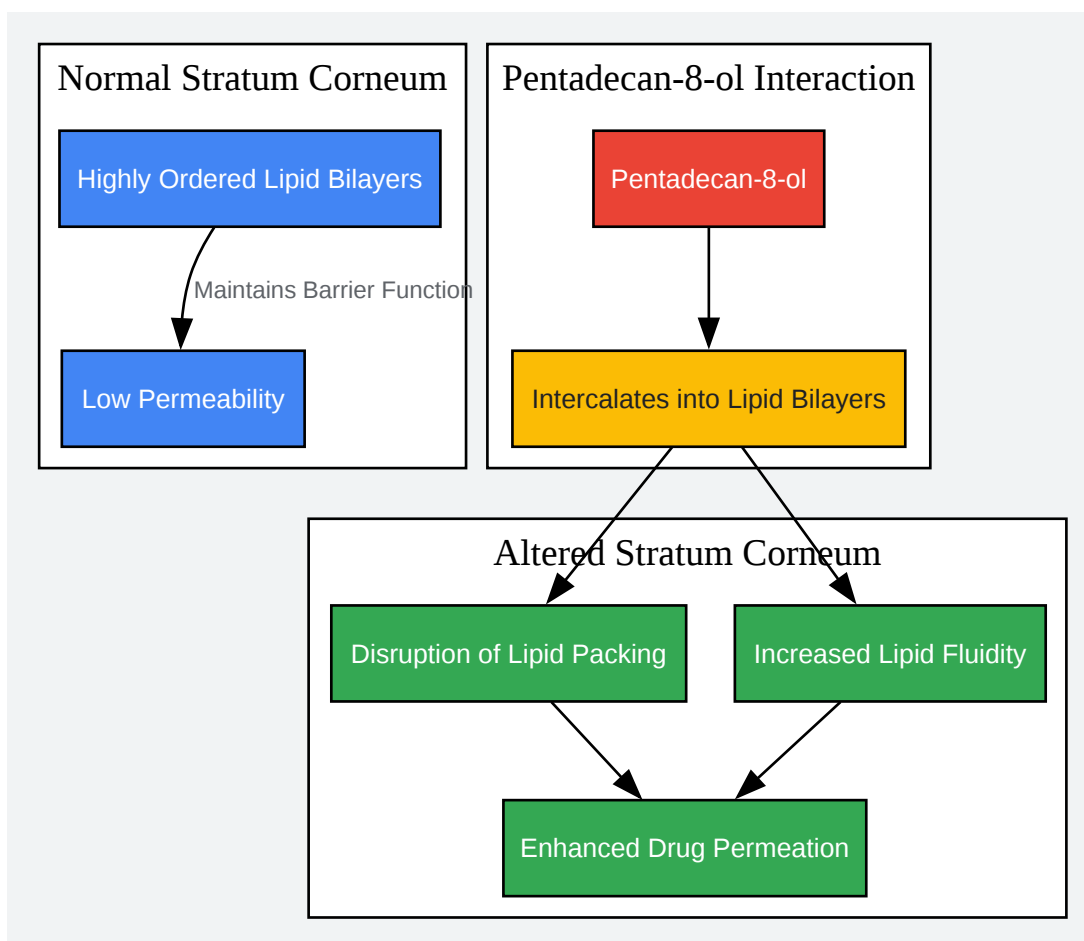 Normal Stratum Corneum
Highly Ordered Lipid Bilayers
Maintains Barrier Function
Low Permeability
Pentadecan-8-ol Interaction
Pentadecan-8-ol
Intercalates into Lipid Bilayers
Altered Stratum Corneum
Disruption of Lipid Packing
Increased Lipid Fluidity
Enhanced Drug Permeation